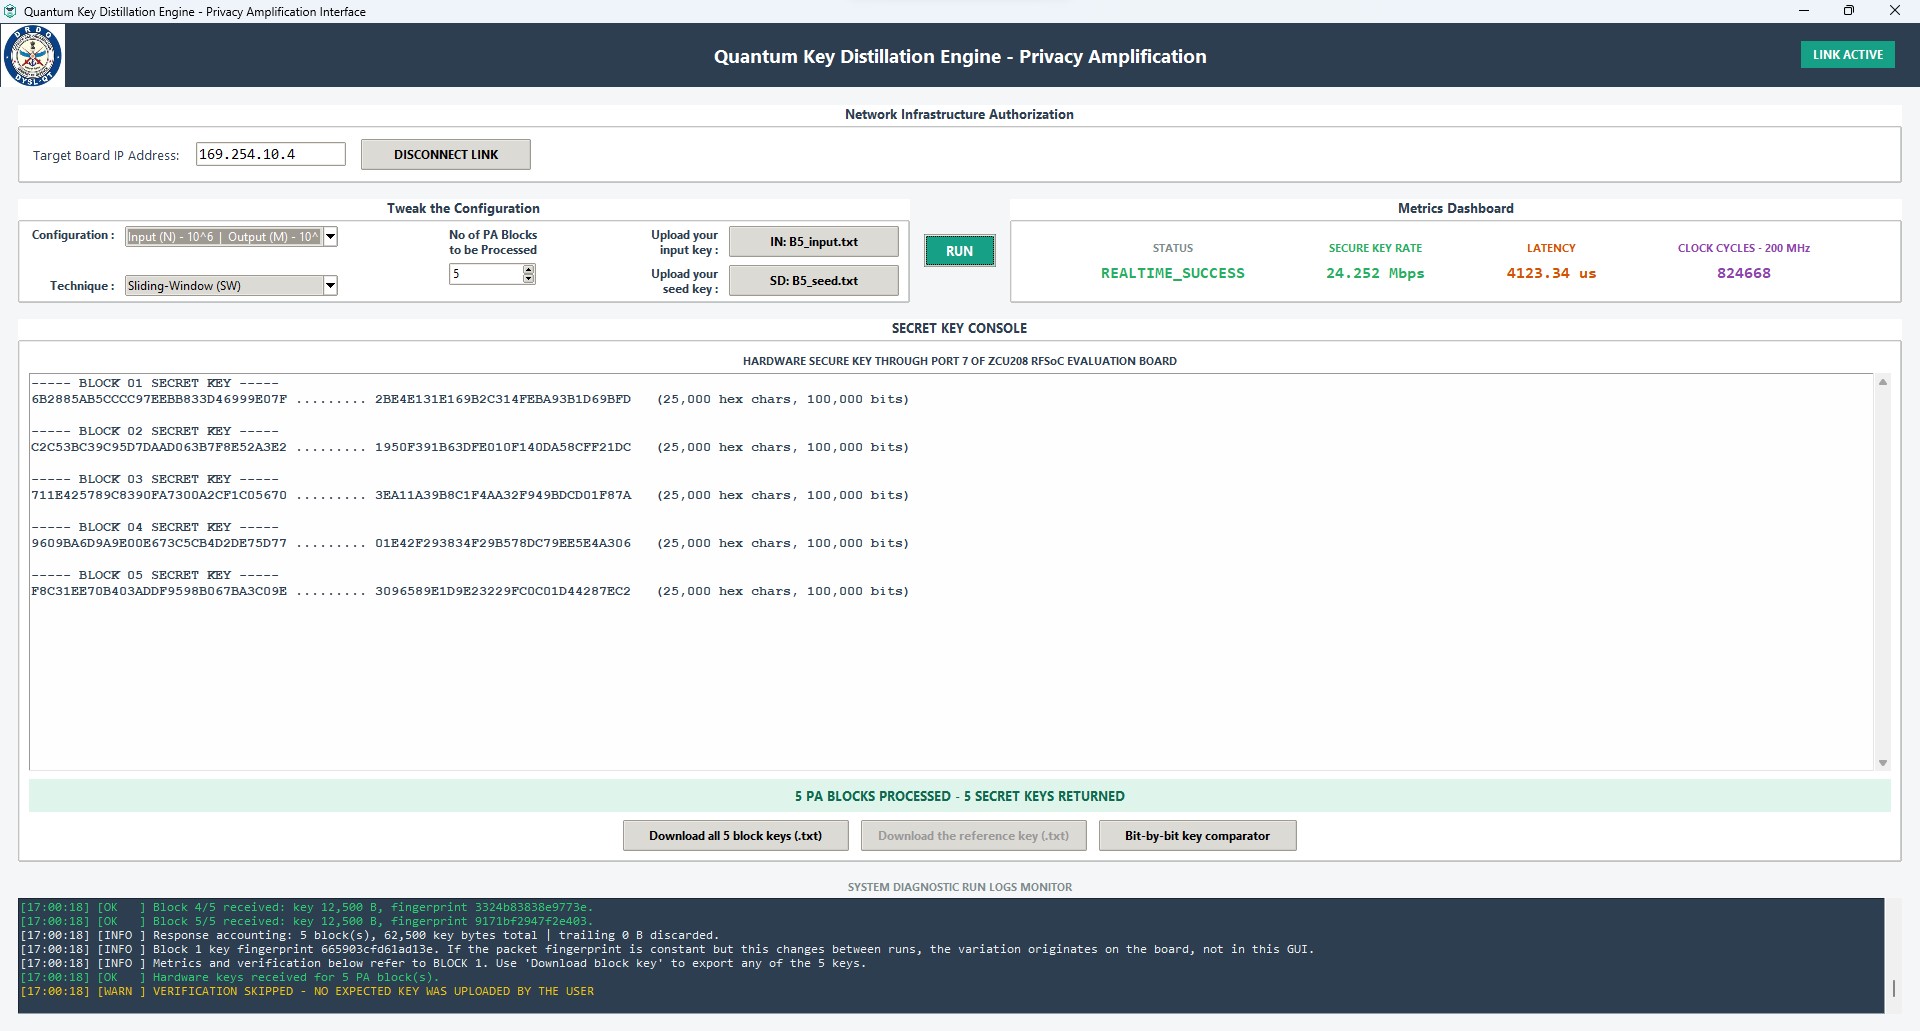 Quantum Key Distillation Engine - Privacy Amplification Interface
DRDO
DYSL-QT
Quantum Key Distillation Engine - Privacy Amplification
LINK ACTIVE
Network Infrastructure Authorization
Target Board IP Address: 169.254.10.4 DISCONNECT LINK
Tweak the Configuration
Configuration : Input (N) - 10^6 | Output (M) - 10^
Technique : Sliding-Window (SW)
No of PA Blocks
to be Processed
5
Upload your
input key : IN: B5_input.txt
Upload your
seed key : SD: B5_seed.txt
RUN
Metrics Dashboard
STATUS SECURE KEY RATE LATENCY CLOCK CYCLES - 200 MHz
REALTIME_SUCCESS 24.252 Mbps 4123.34 us 824668
SECRET KEY CONSOLE
HARDWARE SECURE KEY THROUGH PORT 7 OF ZCU208 RFSoC EVALUATION BOARD
----- BLOCK 01 SECRET KEY -----
6B2885AB5CCCC97EEBB833D46999E07F ......... 2BE4E131E169B2C314FEBA93B1D69BFD (25,000 hex chars, 100,000 bits)
----- BLOCK 02 SECRET KEY -----
C2C53BC39C95D7DAAD063B7F8E52A3E2 ......... 1950F391B63DFE010F140DA58CFF21DC (25,000 hex chars, 100,000 bits)
----- BLOCK 03 SECRET KEY -----
711E425789C8390FA7300A2CF1C05670 ......... 3EA11A39B8C1F4AA32F949BDCD01F87A (25,000 hex chars, 100,000 bits)
----- BLOCK 04 SECRET KEY -----
9609BA6D9A9E00E673C5CB4D2DE75D77 ......... 01E42F293834F29B578DC79EE5E4A306 (25,000 hex chars, 100,000 bits)
----- BLOCK 05 SECRET KEY -----
F8C31EE70B403ADDF9598B067BA3C09E ......... 3096589E1D9E23229FC0C01D44287EC2 (25,000 hex chars, 100,000 bits)
5 PA BLOCKS PROCESSED - 5 SECRET KEYS RETURNED
Download all 5 block keys (.txt) Download the reference key (.txt) Bit-by-bit key comparator
SYSTEM DIAGNOSTIC RUN LOGS MONITOR
[17:00:18] [OK ] Block 4/5 received: key 12,500 B, fingerprint 3324b83838e9773e.
[17:00:18] [OK ] Block 5/5 received: key 12,500 B, fingerprint 9171bf2947f2e403.
[17:00:18] [INFO ] Response accounting: 5 block(s), 62,500 key bytes total | trailing 0 B discarded.
[17:00:18] [INFO ] Block 1 key fingerprint 665903cfd61ad13e. If the packet fingerprint is constant but this changes between runs, the variation originates on the board, not in this GUI.
[17:00:18] [INFO ] Metrics and verification below refer to BLOCK 1. Use 'Download block key' to export any of the 5 keys.
[17:00:18] [OK ] Hardware keys received for 5 PA block(s).
[17:00:18] [WARN ] VERIFICATION SKIPPED - NO EXPECTED KEY WAS UPLOADED BY THE USER